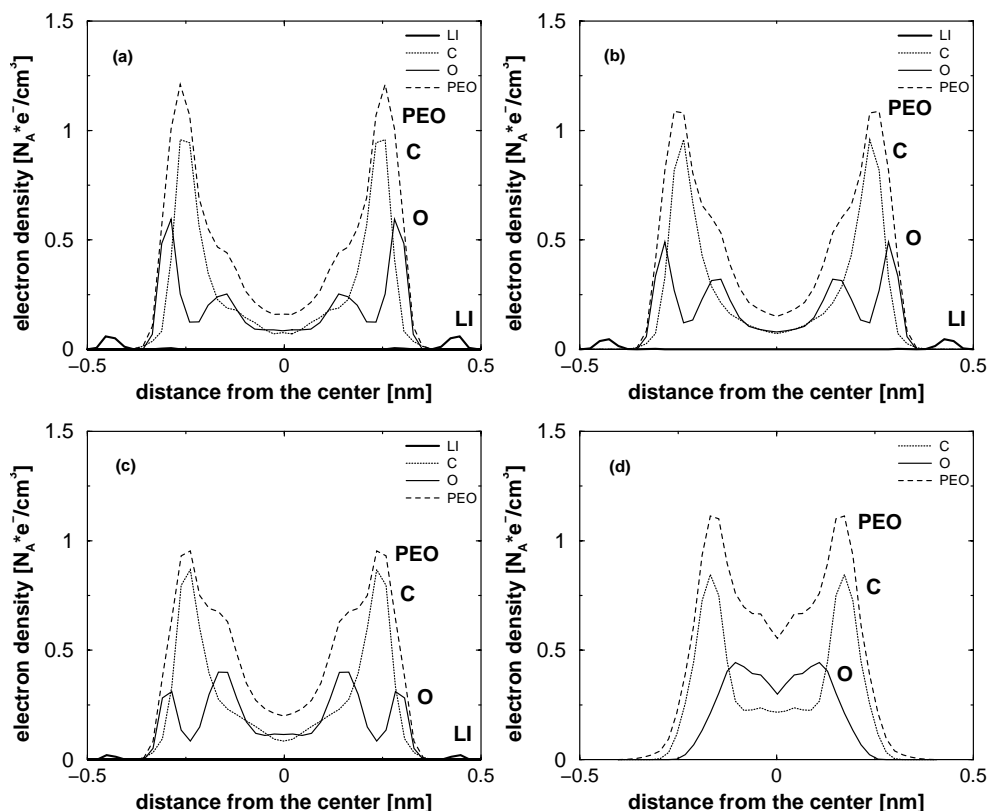 1.5
1
0.5
0
−0.5
0
0.5
distance from the center [nm]
electron density [N_A*e⁻/cm³]
(a)
LI
C
O
PEO
PEO
C
O
LI
1.5
1
0.5
0
−0.5
0
0.5
distance from the center [nm]
electron density [N_A*e⁻/cm³]
(b)
LI
C
O
PEO
PEO
C
O
LI
1.5
1
0.5
0
−0.5
0
0.5
distance from the center [nm]
electron density [N_A*e⁻/cm³]
(c)
LI
C
O
PEO
PEO
C
O
LI
1.5
1
0.5
0
−0.5
0
0.5
distance from the center [nm]
electron density [N_A*e⁻/cm³]
(d)
C
O
PEO
PEO
C
O